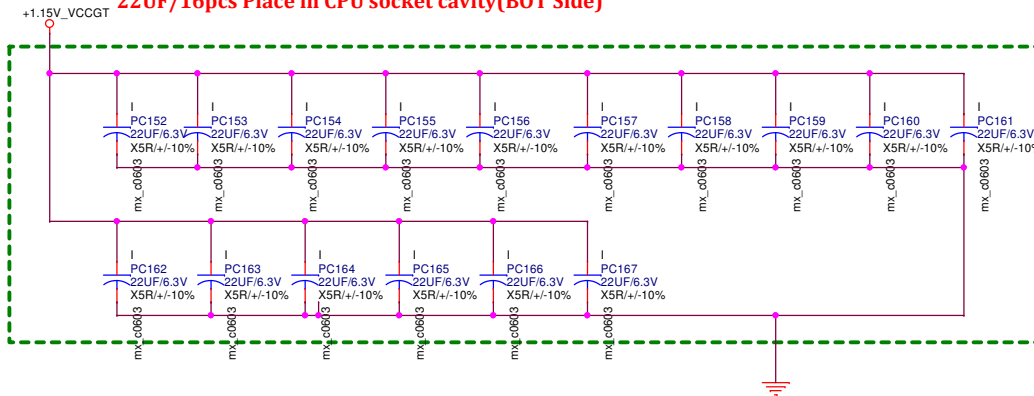 22UF/16pcs Place in CPU socket cavity(BOT Side)
+1.15V_VCCGT
I
PC152
22UF/6.3V
X5R/+/-10%
mx_c0603
I
PC153
22UF/6.3V
X5R/+/-10%
mx_c0603
I
PC154
22UF/6.3V
X5R/+/-10%
mx_c0603
I
PC155
22UF/6.3V
X5R/+/-10%
mx_c0603
I
PC156
22UF/6.3V
X5R/+/-10%
mx_c0603
I
PC157
22UF/6.3V
X5R/+/-10%
mx_c0603
I
PC158
22UF/6.3V
X5R/+/-10%
mx_c0603
I
PC159
22UF/6.3V
X5R/+/-10%
mx_c0603
I
PC160
22UF/6.3V
X5R/+/-10%
mx_c0603
I
PC161
22UF/6.3V
X5R/+/-10%
mx_c0603
I
PC162
22UF/6.3V
X5R/+/-10%
mx_c0603
I
PC163
22UF/6.3V
X5R/+/-10%
mx_c0603
I
PC164
22UF/6.3V
X5R/+/-10%
mx_c0603
I
PC165
22UF/6.3V
X5R/+/-10%
mx_c0603
I
PC166
22UF/6.3V
X5R/+/-10%
mx_c0603
I
PC167
22UF/6.3V
X5R/+/-10%
mx_c0603